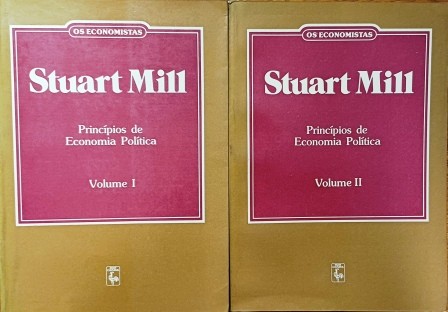 OS ECONOMISTAS
Stuart Mill
Princípios de
Economia Política
Volume I
OS ECONOMISTAS
Stuart Mill
Princípios de
Economia Política
Volume II